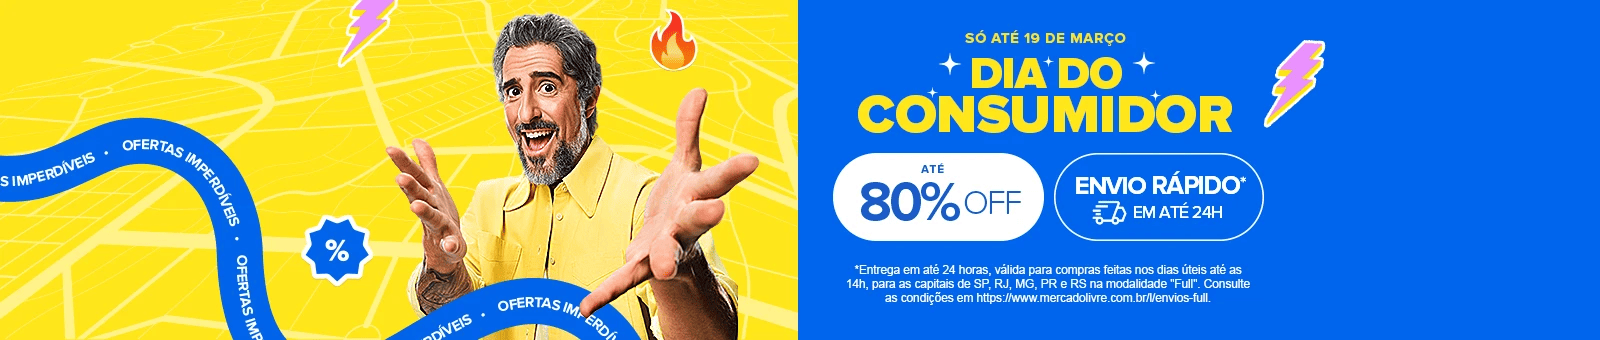 S IMPERDÍVEIS • OFERTAS IMPERDÍVEIS • OFERTAS IMP
%
RDÍVEIS • OFERTAS IMPERDÍV
SÓ ATÉ 19 DE MARÇO
DIA DO
CONSUMIDOR
ATÉ
80% OFF
ENVIO RÁPIDO*
EM ATÉ 24H
*Entrega em até 24 horas, válida para compras feitas nos dias úteis até as
14h, para as capitais de SP, RJ, MG, PR e RS na modalidade "Full". Consulte
as condições em https://www.mercadolivre.com.br/l/envios-full.